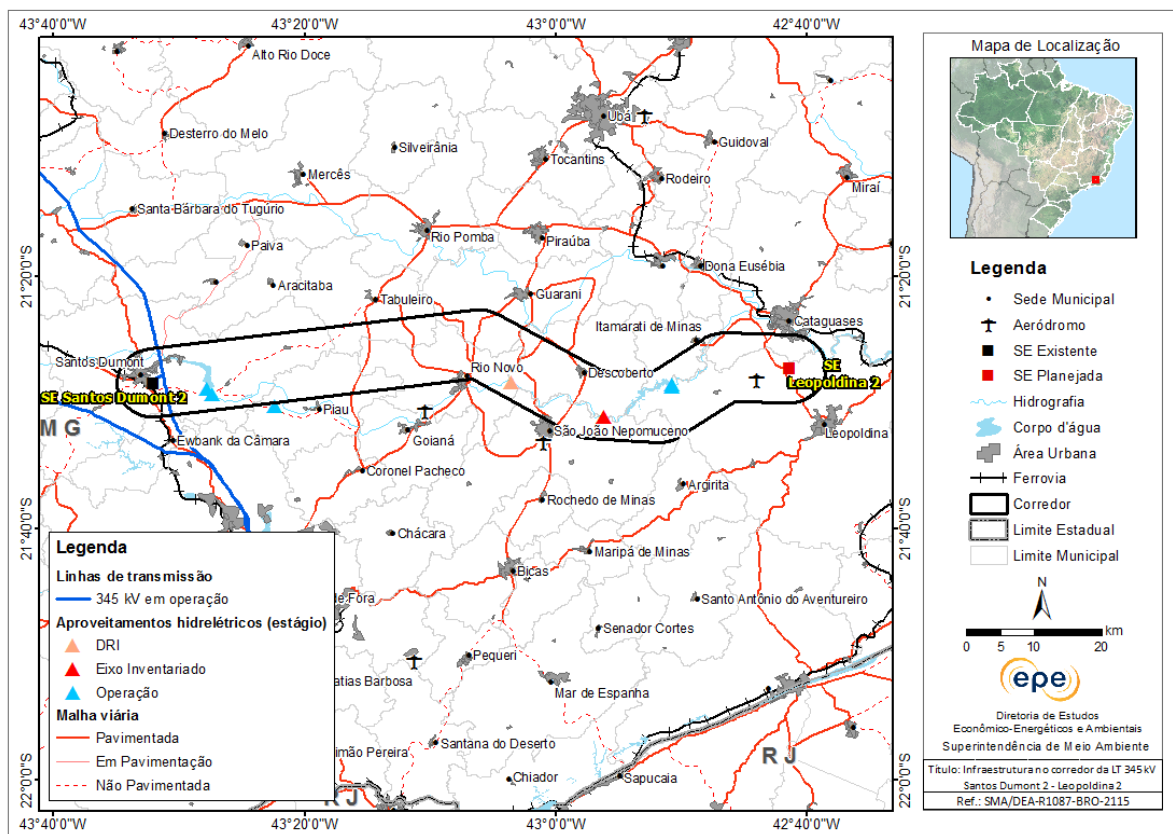 43°40'0"W
43°20'0"W
43°0'0"W
42°40'0"W
Alto Rio Doce
Desterro do Melo
Silveirânia
Mercês
Ubá
Tocantins
Guidoval
Rodeiro
Miraí
Santa Bárbara do Tugúrio
Rio Pomba
Piraúba
Paiva
Aracitaba
Tabuleiro
Guarani
Dona Eusébia
21°20'0"S
21°20'0"S
Itamarati de Minas
Cataguases
Santos Dumont
SE Santos Dumont 2
Rio Novo
Descoberto
SE
Leopoldina 2
MG
Piau
Goianá
São João Nepomuceno
Leopoldina
Ewbank da Câmara
Coronel Pacheco
Argirita
Rochedo de Minas
21°40'0"S
21°40'0"S
Chácara
Maripá de Minas
Bicas
de Fora
Santo Antônio do Aventureiro
Senador Cortes
Pequeri
atias Barbosa
Mar de Espanha
Santana do Deserto
imão Pereira
Chiador
Sapucaia
RJ
RJ
22°0'0"S
22°0'0"S
43°40'0"W
43°20'0"W
43°0'0"W
42°40'0"W
Legenda
Linhas de transmissão
345 kV em operação
Aproveitamentos hidrelétricos (estágio)
DRI
Eixo Inventariado
Operação
Malha viária
Pavimentada
Em Pavimentação
Não Pavimentada
Mapa de Localização
Legenda
Sede Municipal
Aeródromo
SE Existente
SE Planejada
Hidrografia
Corpo d'água
Área Urbana
Ferrovia
Corredor
Limite Estadual
Limite Municipal
N
km
0 5 10 20
epe
Diretoria de Estudos
Econômico-Energéticos e Ambientais
Superintendência de Meio Ambiente
Título: Infraestrutura no corredor da LT 345 kV
Santos Dumont 2 - Leopoldina 2
Ref.: SMA/DEA-R1087-BRO-2115